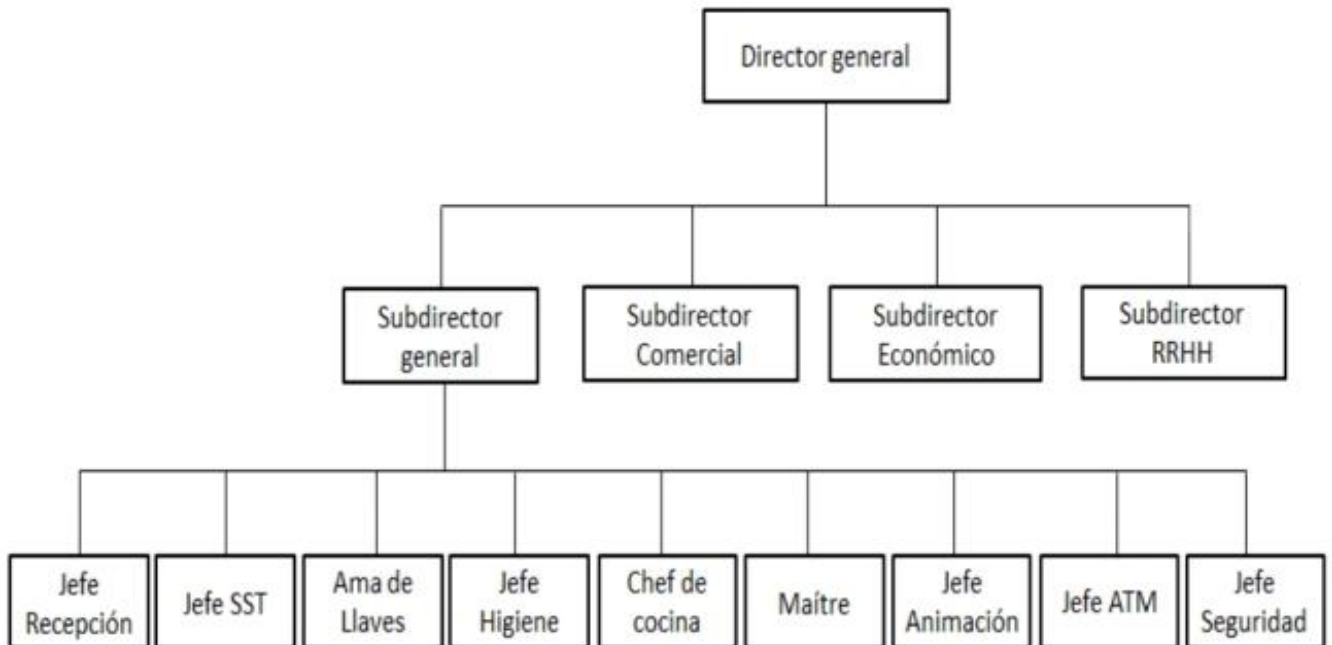 Director general
Subdirector
general
Subdirector
Comercial
Subdirector
Económico
Subdirector
RRHH
Jefe
Recepción
Jefe SST
Ama de
Llaves
Jefe
Higiene
Chef de
cocina
Maître
Jefe
Animación
Jefe ATM
Jefe
Seguridad